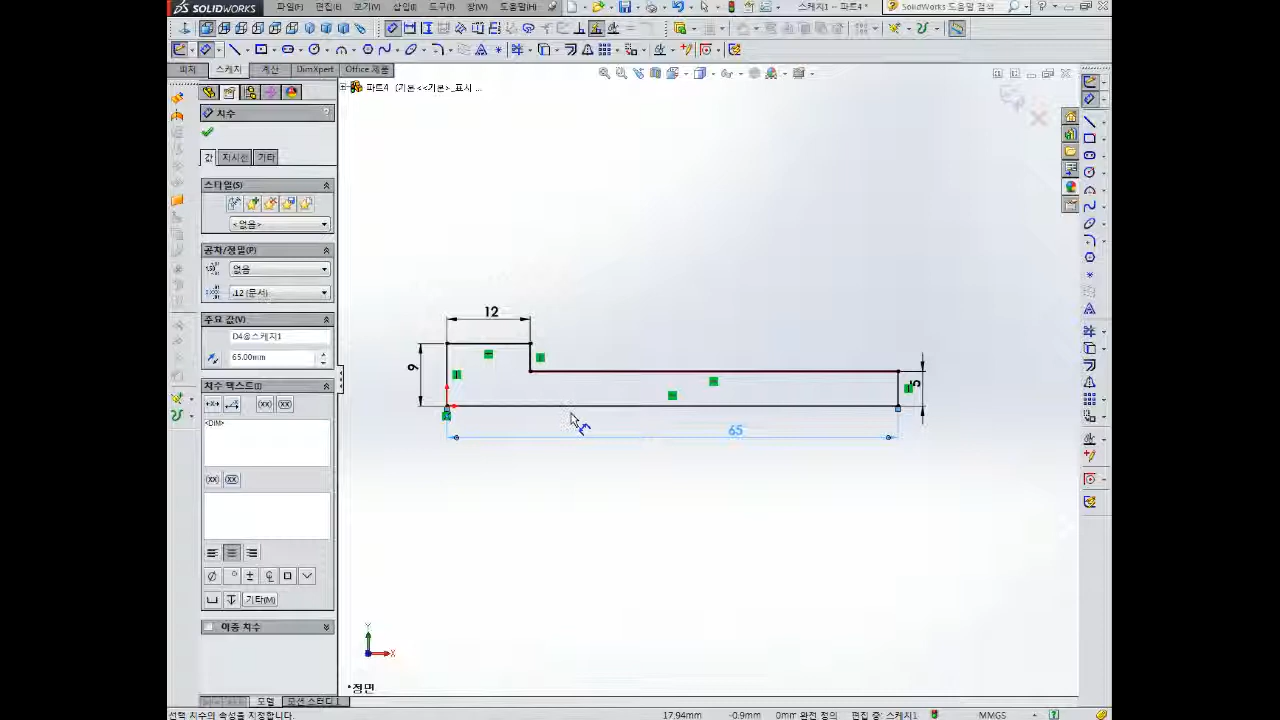 SOLIDWORKS 파일(F) 편집(E) 보기(V) 삽입(I) 도구(T) 창(W) 도움말(H) 스케치1 - 파트4 * SolidWorks 도움말 검색
피처 스케치 계산 DimXpert Office 제품
파트4 (기본<<기본>_표시 ...
치수
?
값 지시선 기타
스타일(S)
<없음>
공차/정밀(P)
없음
.12 (문서)
주요 값(V)
D4@스케치1
65.00mm
치수 텍스트(I)
<DIM>
기타(M)
이중 치수
12
9
5
65
Y
X
*정면
모델 모션 스터디 1
선택 치수의 속성을 지정합니다. 17.94mm -0.9mm 0mm 완전 정의 편집 중: 스케치1 MMGS